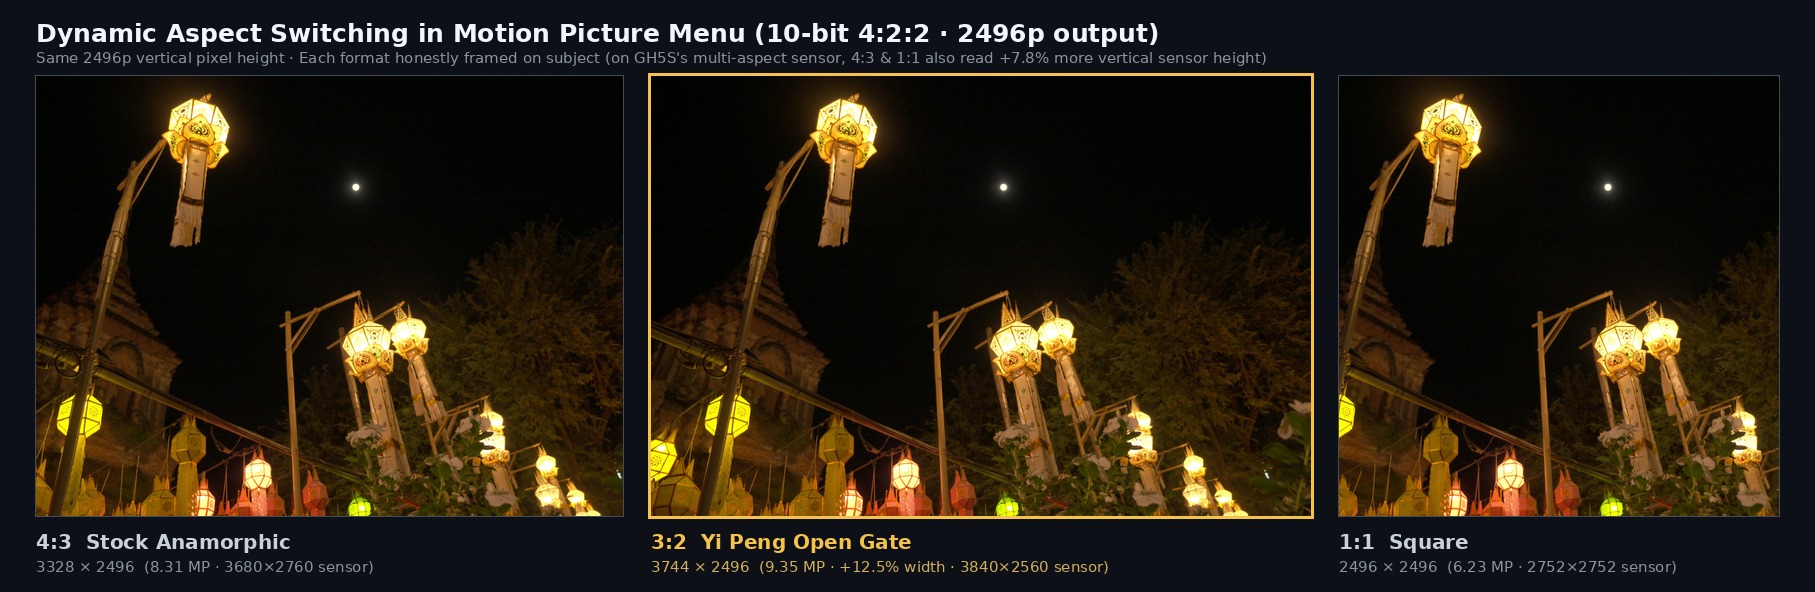 Dynamic Aspect Switching in Motion Picture Menu (10-bit 4:2:2 · 2496p output)
Same 2496p vertical pixel height · Each format honestly framed on subject (on GH5S's multi-aspect sensor, 4:3 & 1:1 also read +7.8% more vertical sensor height)
4:3  Stock Anamorphic
3328 × 2496  (8.31 MP · 3680×2760 sensor)
3:2  Yi Peng Open Gate
3744 × 2496  (9.35 MP · +12.5% width · 3840×2560 sensor)
1:1  Square
2496 × 2496  (6.23 MP · 2752×2752 sensor)